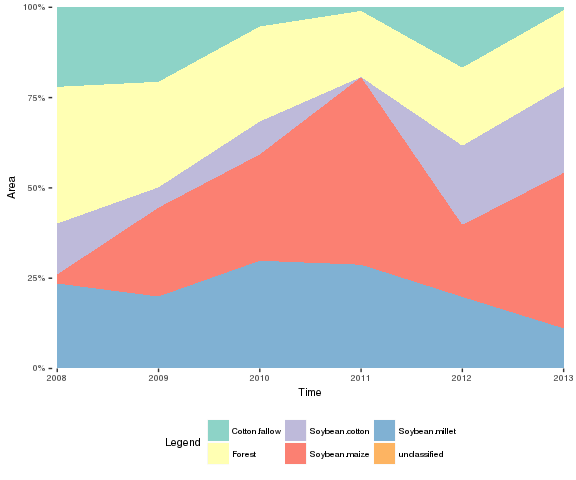 100%
75%
50%
25%
0%
Area
2008 2009 2010 2011 2012 2013
Time
Legend
Cotton.fallow Soybean.cotton Soybean.millet
Forest Soybean.maize unclassified